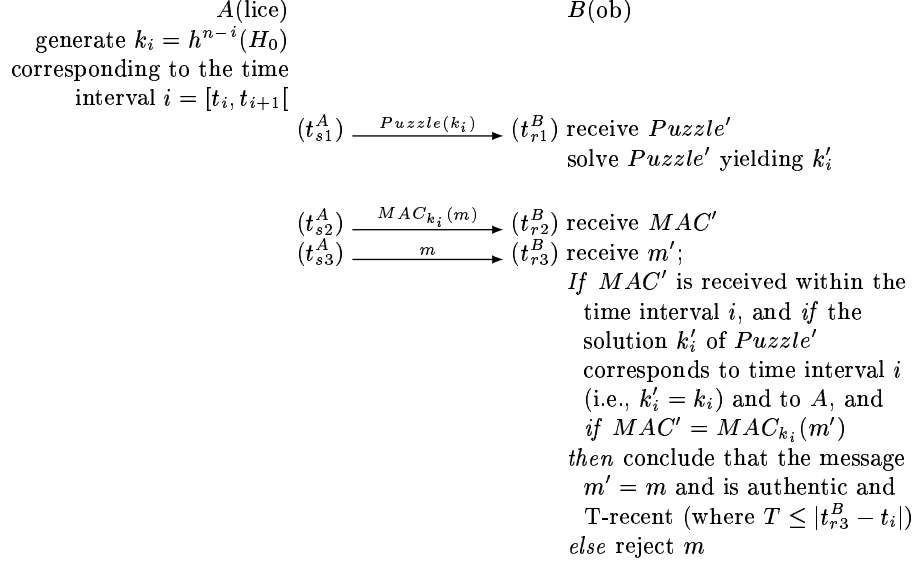 A(lice) B(ob)
generate k_i = h^{n-i}(H_0)
corresponding to the time
interval i = [t_i, t_{i+1}[
(t^A_{s1}) Puzzle(k_i) (t^B_{r1}) receive Puzzle′
solve Puzzle′ yielding k′_i
(t^A_{s2}) MAC_{k_i}(m) (t^B_{r2}) receive MAC′
(t^A_{s3}) m (t^B_{r3}) receive m′;
If MAC′ is received within the
time interval i, and if the
solution k′_i of Puzzle′
corresponds to time interval i
(i.e., k′_i = k_i) and to A, and
if MAC′ = MAC_{k_i}(m′)
then conclude that the message
m′ = m and is authentic and
T-recent (where T ≤ |t^B_{r3} − t_i|)
else reject m